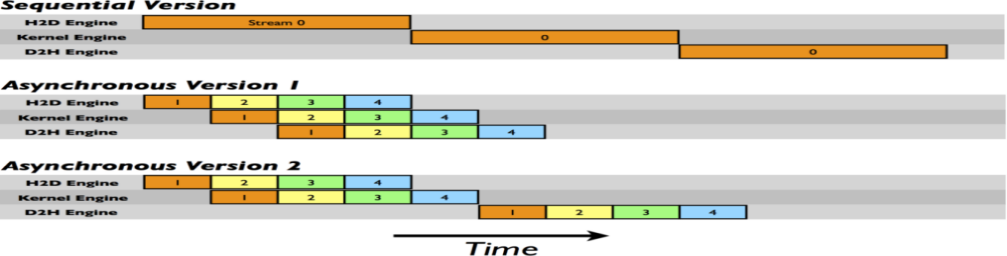 Sequential Version
H2D Engine Stream 0
Kernel Engine 0
D2H Engine 0
Asynchronous Version 1
H2D Engine 1 2 3 4
Kernel Engine 1 2 3 4
D2H Engine 1 2 3 4
Asynchronous Version 2
H2D Engine 1 2 3 4
Kernel Engine 1 2 3 4
D2H Engine 1 2 3 4
Time